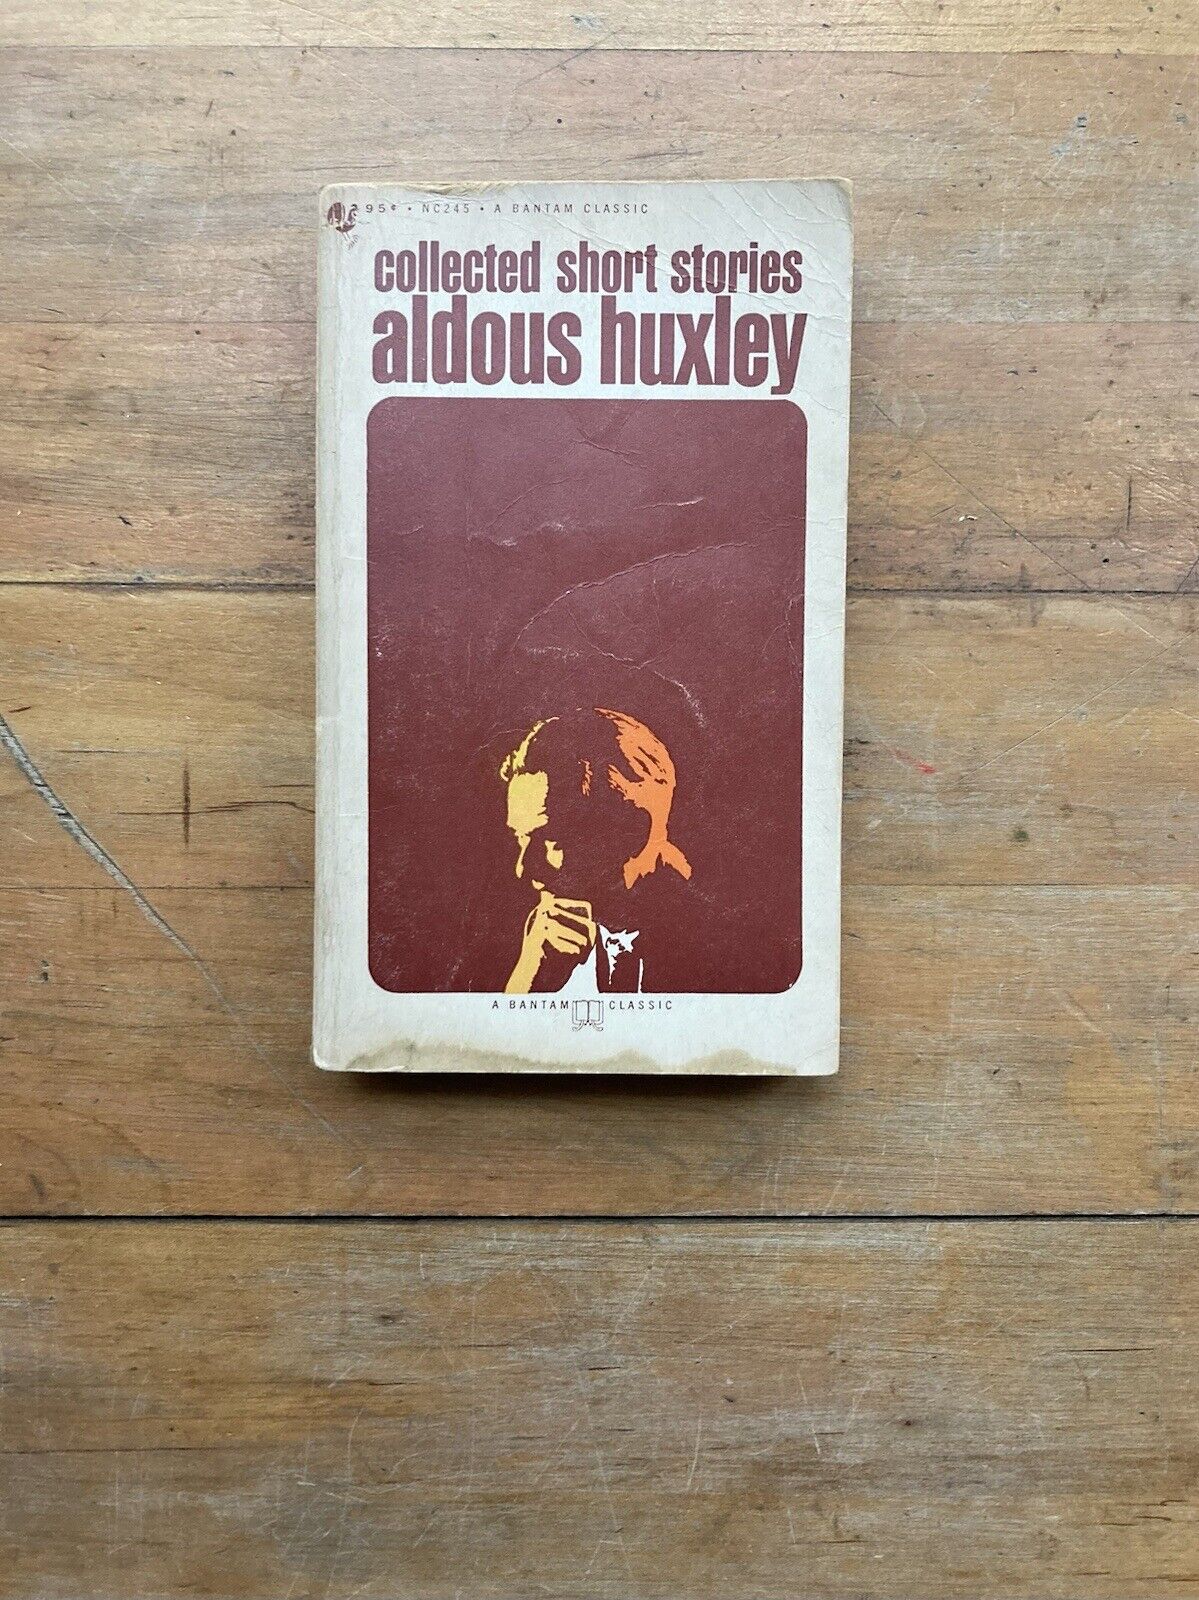 95¢ • NC245 • A BANTAM CLASSIC
collected short stories
aldous huxley
A BANTAM CLASSIC